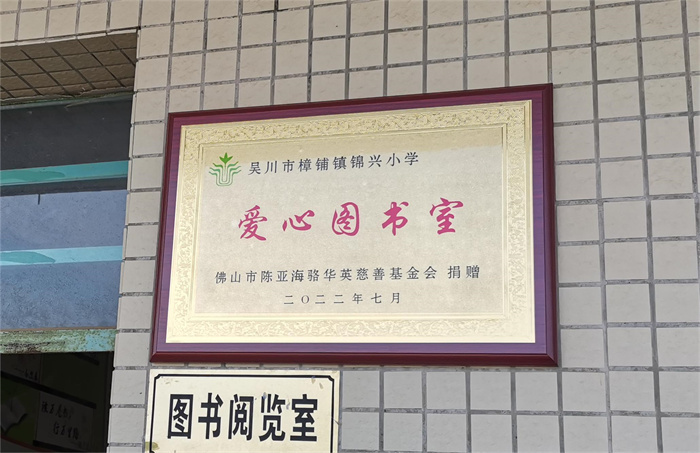 吴川市樟铺镇锦兴小学
爱心图书室
佛山市陈亚海骆华英慈善基金会 捐赠
二〇二二年七月
图书阅览室